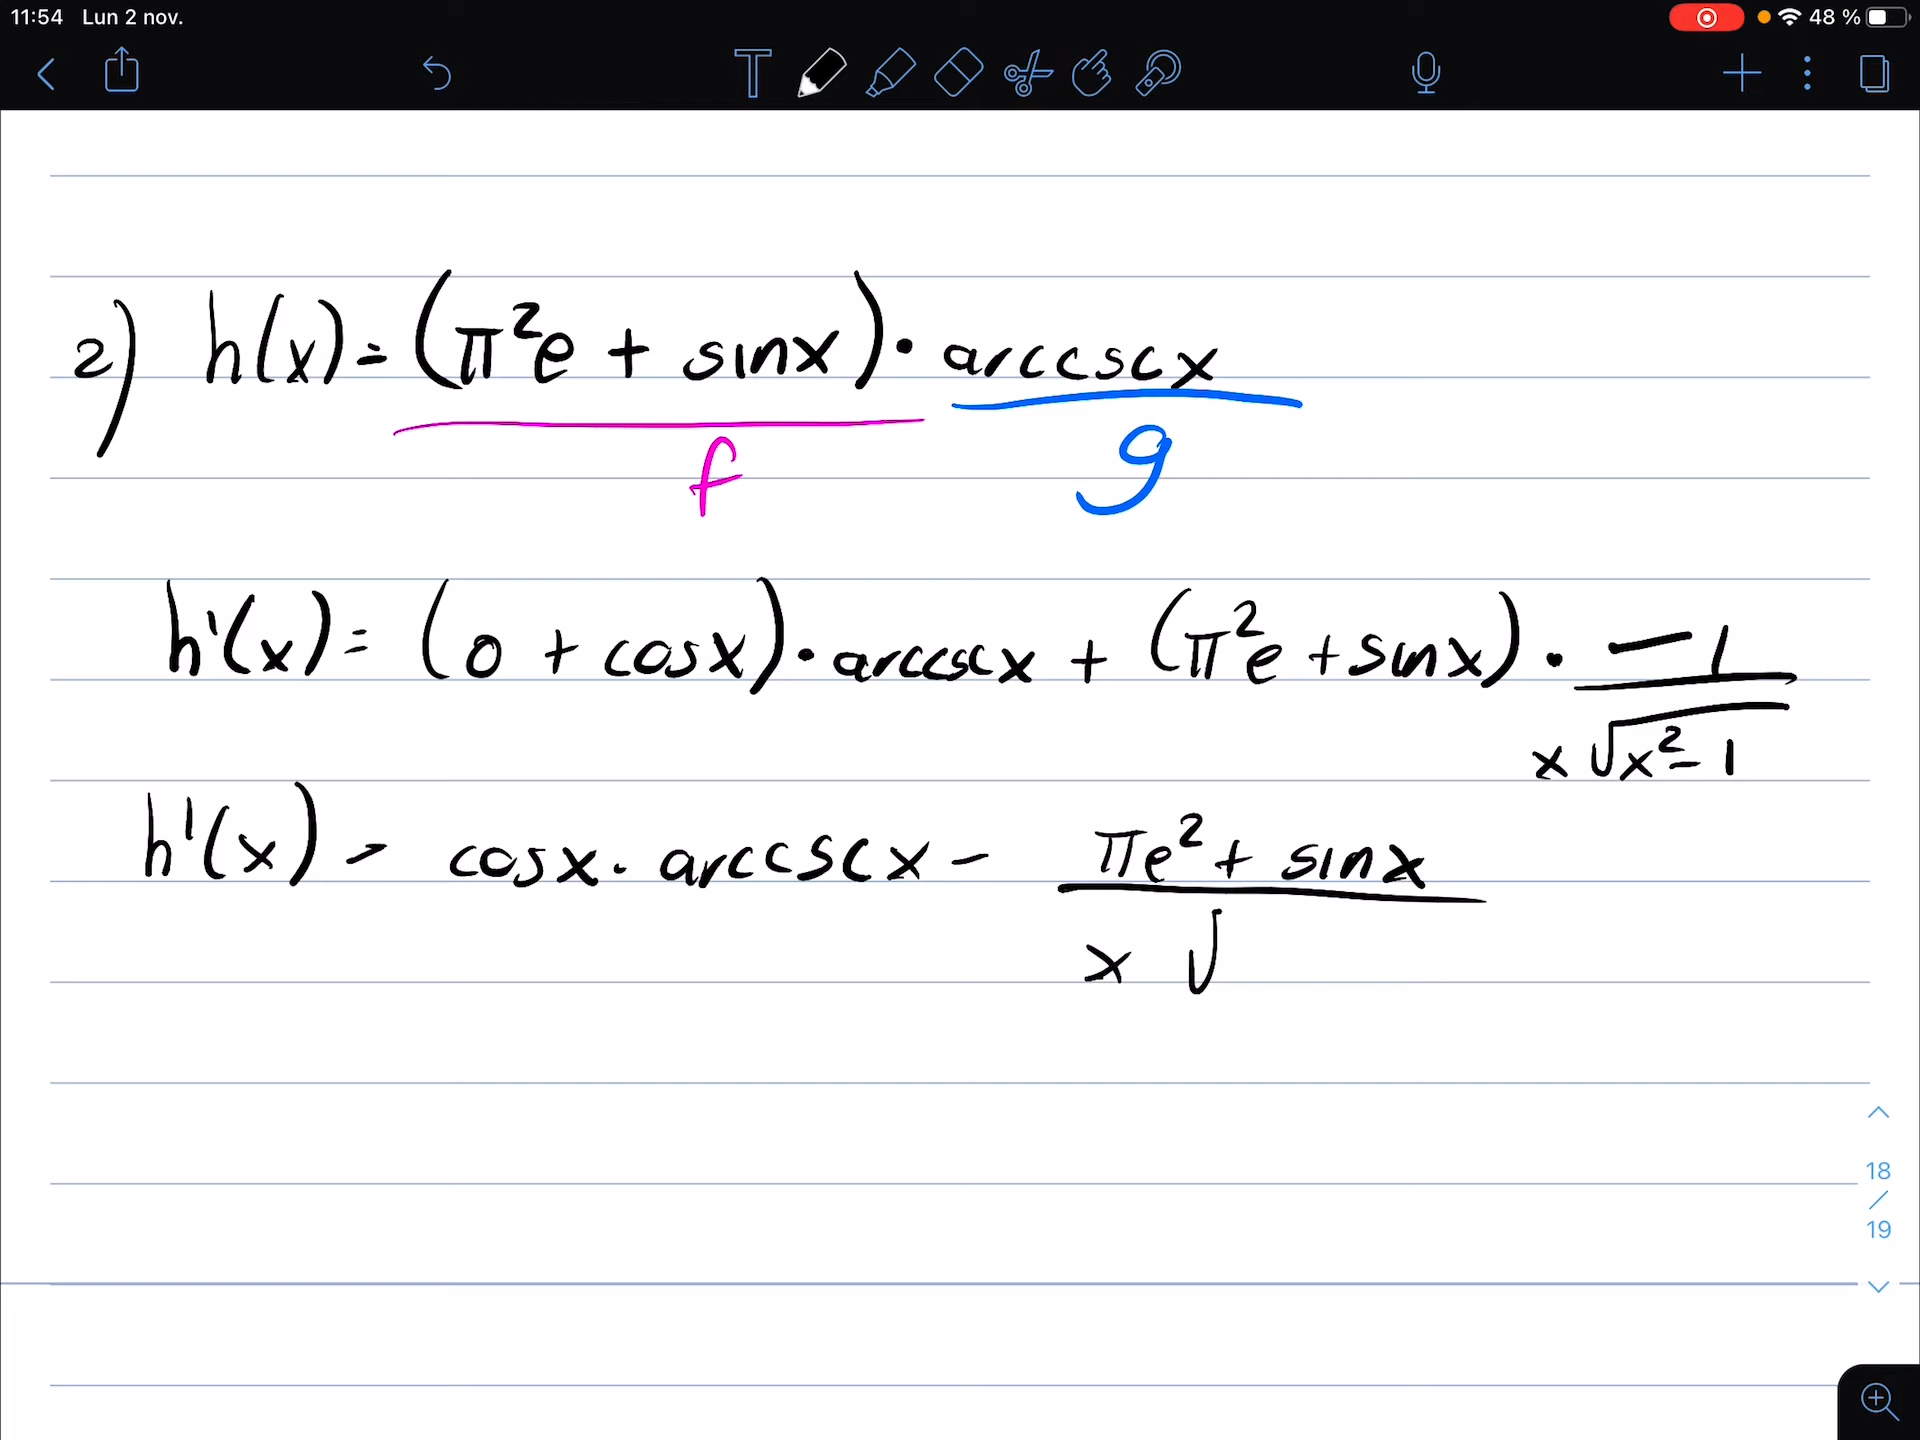 11:54 Lun 2 nov. 48 %
T
2) h(x) = (π²e + sinx) · arccscx
f g
h'(x) = (0 + cosx) · arccscx + (π²e + sinx) · −1
x √x²−1
h'(x) = cosx · arccscx − πe² + sinx
x √
18
/
19